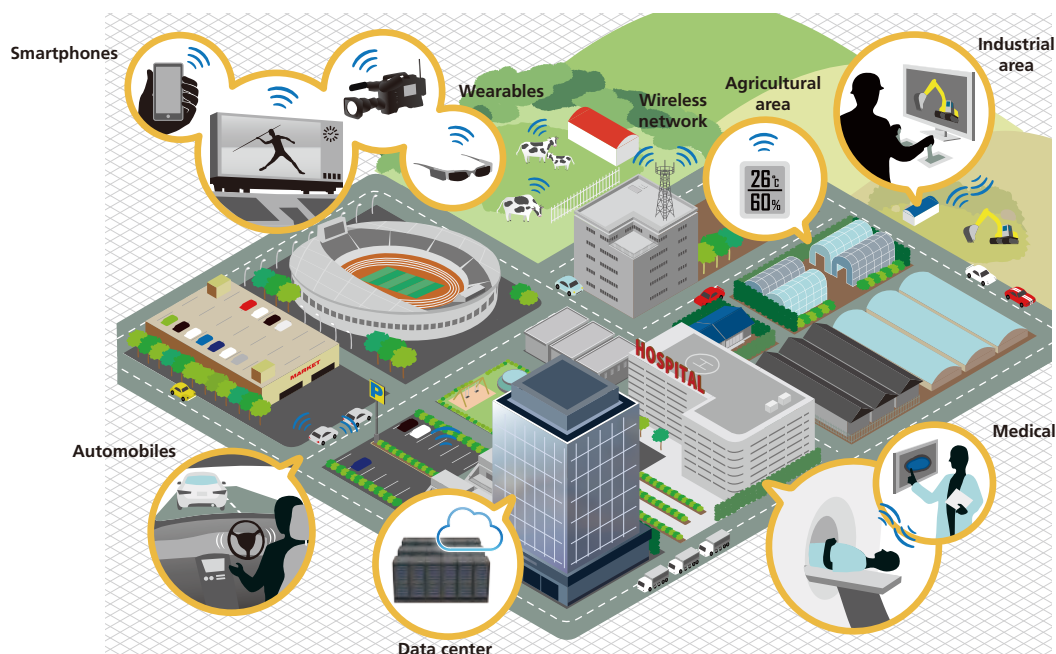 Smartphones
Wearables
Wireless
network
Agricultural
area
Industrial
area
26℃
60%
HOSPITAL
H
MARKET
P
Automobiles
Medical
Data center